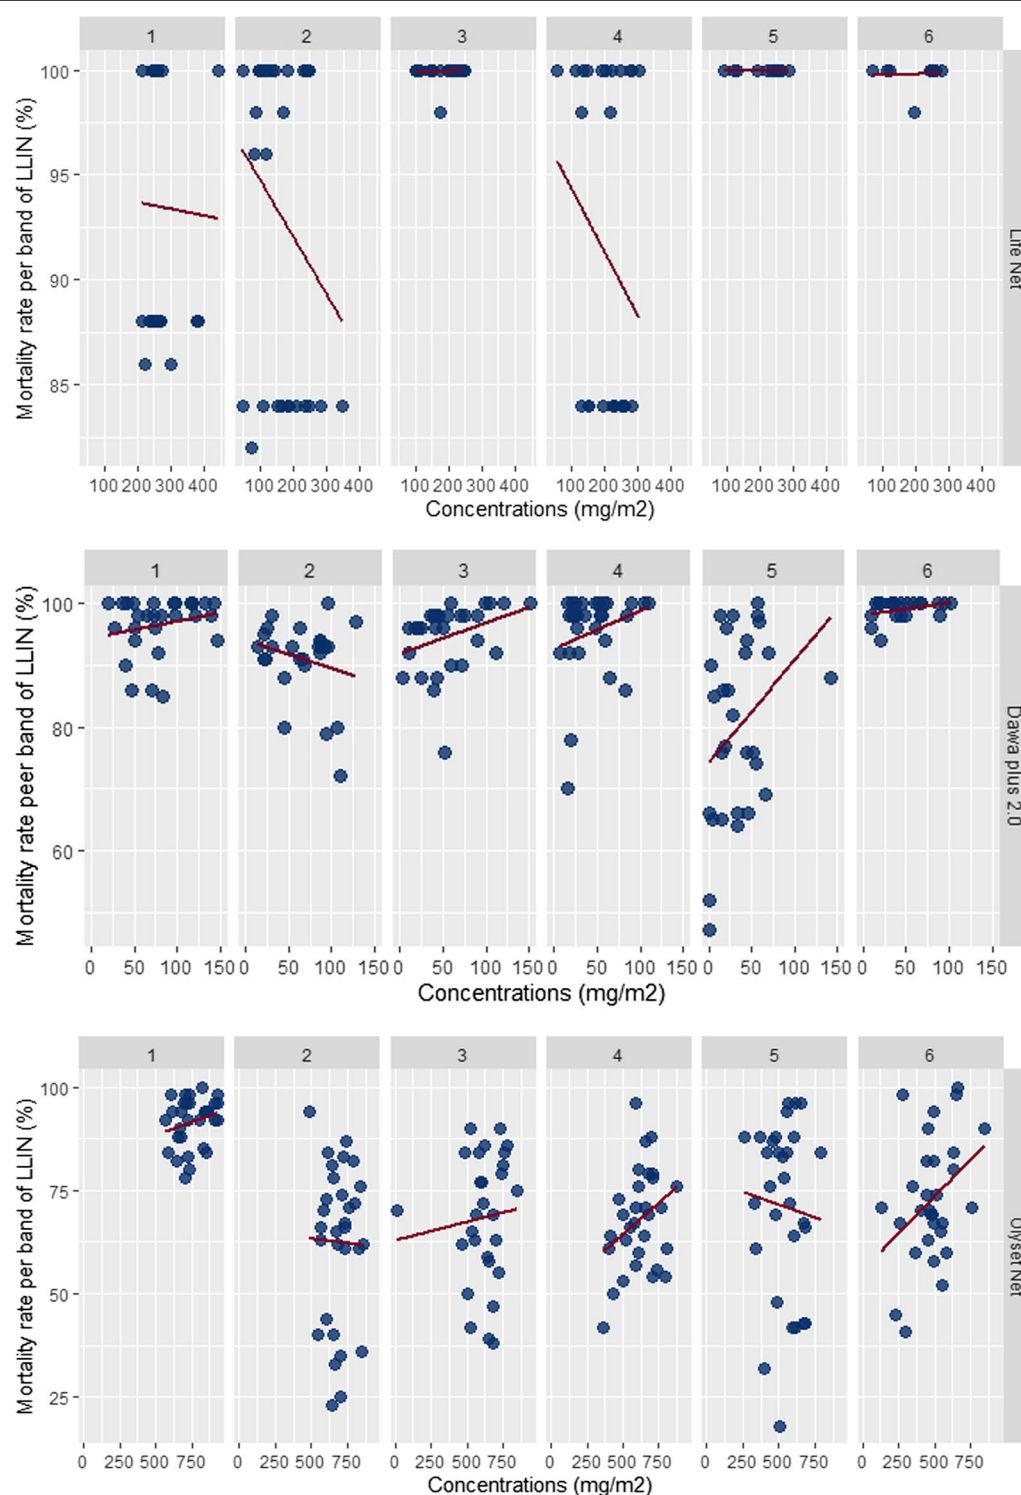 1 2 3 4 5 6
Mortality rate per band of LLIN (%)
100
95
90
85
Life Net
100 200 300 400 100 200 300 400 100 200 300 400 100 200 300 400 100 200 300 400 100 200 300 400
Concentrations (mg/m2)
1 2 3 4 5 6
Mortality rate peer band of LLIN (%)
100
80
60
Dawa plus 2.0
0 50 100 150 0 50 100 150 0 50 100 150 0 50 100 150 0 50 100 150 0 50 100 150
Concentrations (mg/m2)
1 2 3 4 5 6
Mortality rate per band of LLIN (%)
100
75
50
25
Olyset Net
0 250 500 750 0 250 500 750 0 250 500 750 0 250 500 750 0 250 500 750 0 250 500 750
Concentrations (mg/m2)